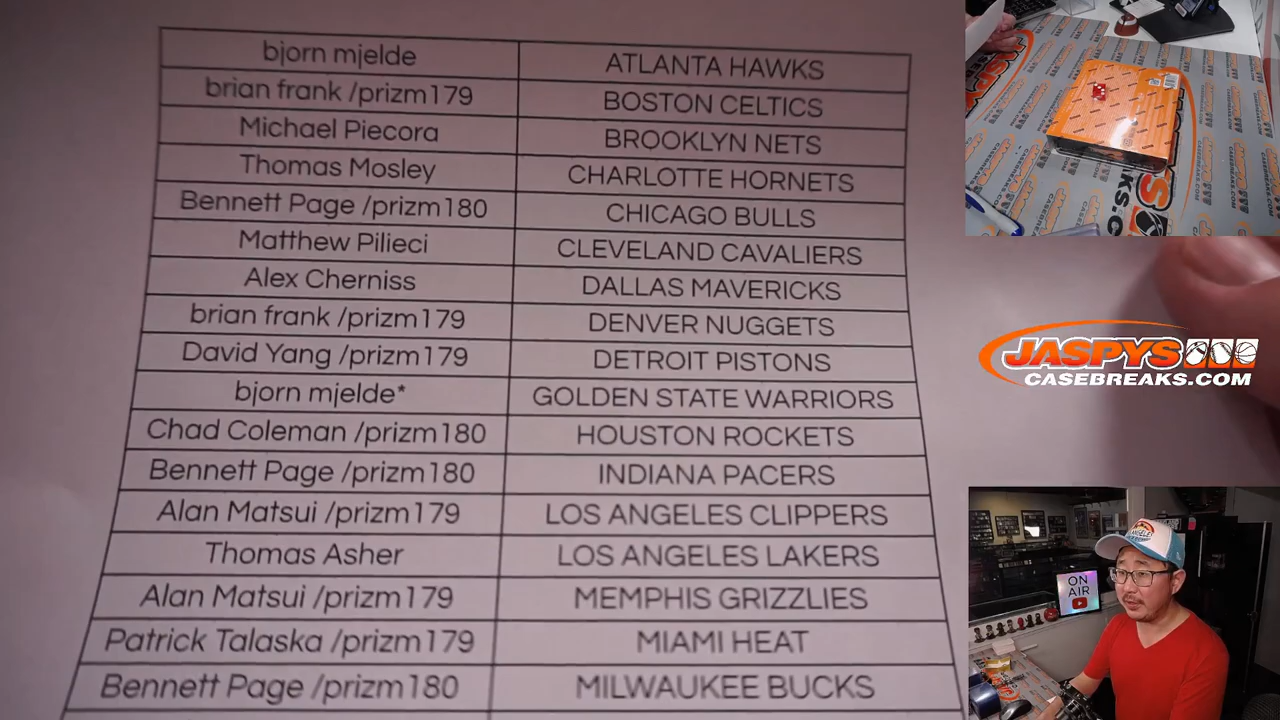 bjorn mjelde ATLANTA HAWKS
brian frank /prizm179 BOSTON CELTICS
Michael Piecora BROOKLYN NETS
Thomas Mosley CHARLOTTE HORNETS
Bennett Page /prizm180 CHICAGO BULLS
Matthew Pilieci CLEVELAND CAVALIERS
Alex Cherniss DALLAS MAVERICKS
brian frank /prizm179 DENVER NUGGETS
David Yang /prizm179 DETROIT PISTONS
bjorn mjelde* GOLDEN STATE WARRIORS
Chad Coleman /prizm180 HOUSTON ROCKETS
Bennett Page /prizm180 INDIANA PACERS
Alan Matsui /prizm179 LOS ANGELES CLIPPERS
Thomas Asher LOS ANGELES LAKERS
Alan Matsui /prizm179 MEMPHIS GRIZZLIES
Patrick Talaska /prizm179 MIAMI HEAT
Bennett Page /prizm180 MILWAUKEE BUCKS
JASPYS
CASEBREAKS.COM
ON
AIR